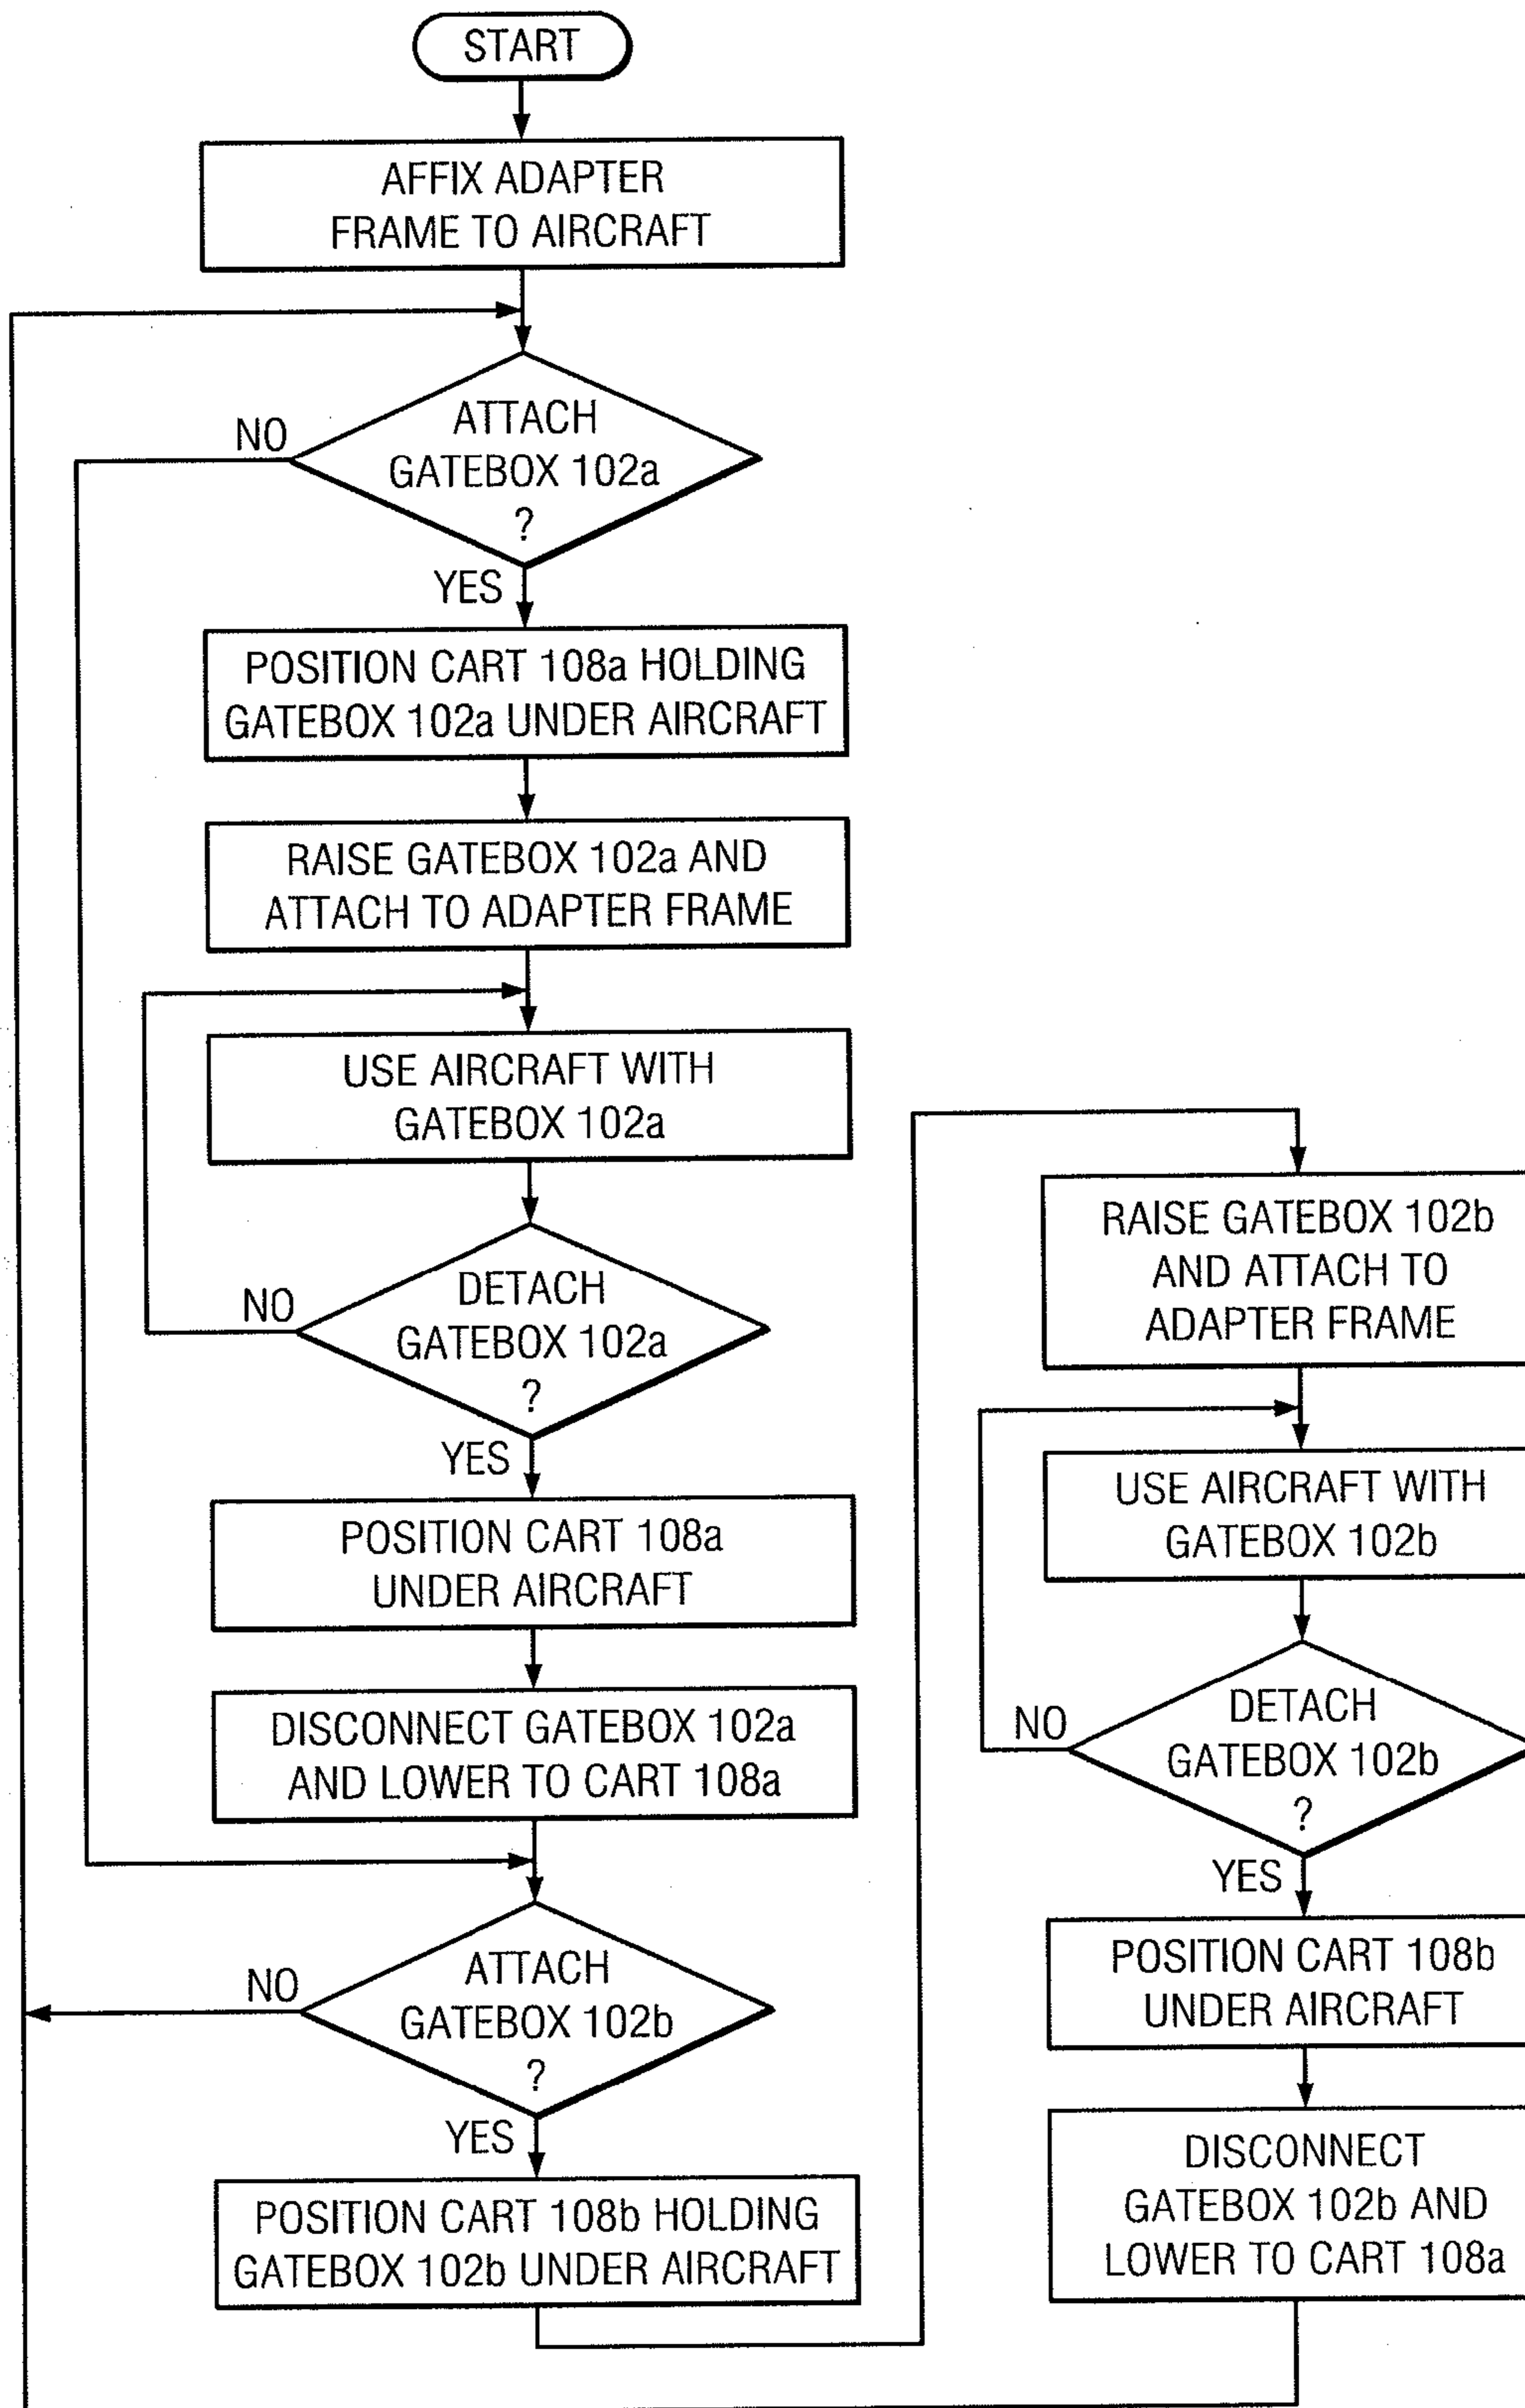 START
AFFIX ADAPTER
FRAME TO AIRCRAFT
NO
ATTACH
GATEBOX 102a
?
YES
POSITION CART 108a HOLDING
GATEBOX 102a UNDER AIRCRAFT
RAISE GATEBOX 102a AND
ATTACH TO ADAPTER FRAME
USE AIRCRAFT WITH
GATEBOX 102a
NO
DETACH
GATEBOX 102a
?
YES
POSITION CART 108a
UNDER AIRCRAFT
DISCONNECT GATEBOX 102a
AND LOWER TO CART 108a
NO
ATTACH
GATEBOX 102b
?
YES
POSITION CART 108b HOLDING
GATEBOX 102b UNDER AIRCRAFT
RAISE GATEBOX 102b
AND ATTACH TO
ADAPTER FRAME
USE AIRCRAFT WITH
GATEBOX 102b
NO
DETACH
GATEBOX 102b
?
YES
POSITION CART 108b
UNDER AIRCRAFT
DISCONNECT
GATEBOX 102b AND
LOWER TO CART 108a